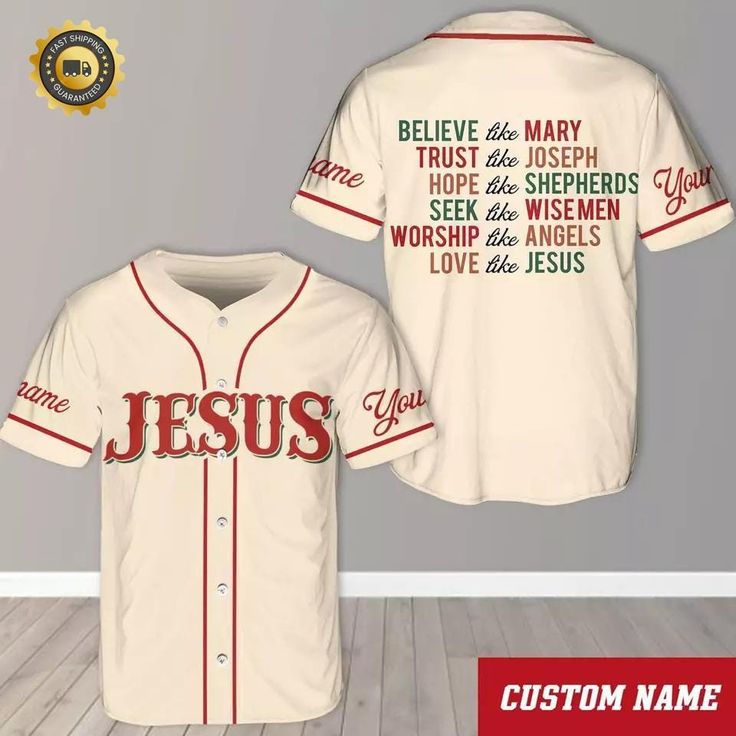 FAST SHIPPING
GUARANTEED
BELIEVE like MARY
TRUST like JOSEPH
HOPE like SHEPHERDS
SEEK like WISEMEN
WORSHIP like ANGELS
LOVE like JESUS
name
Your
name
JESUS
You
CUSTOM NAME